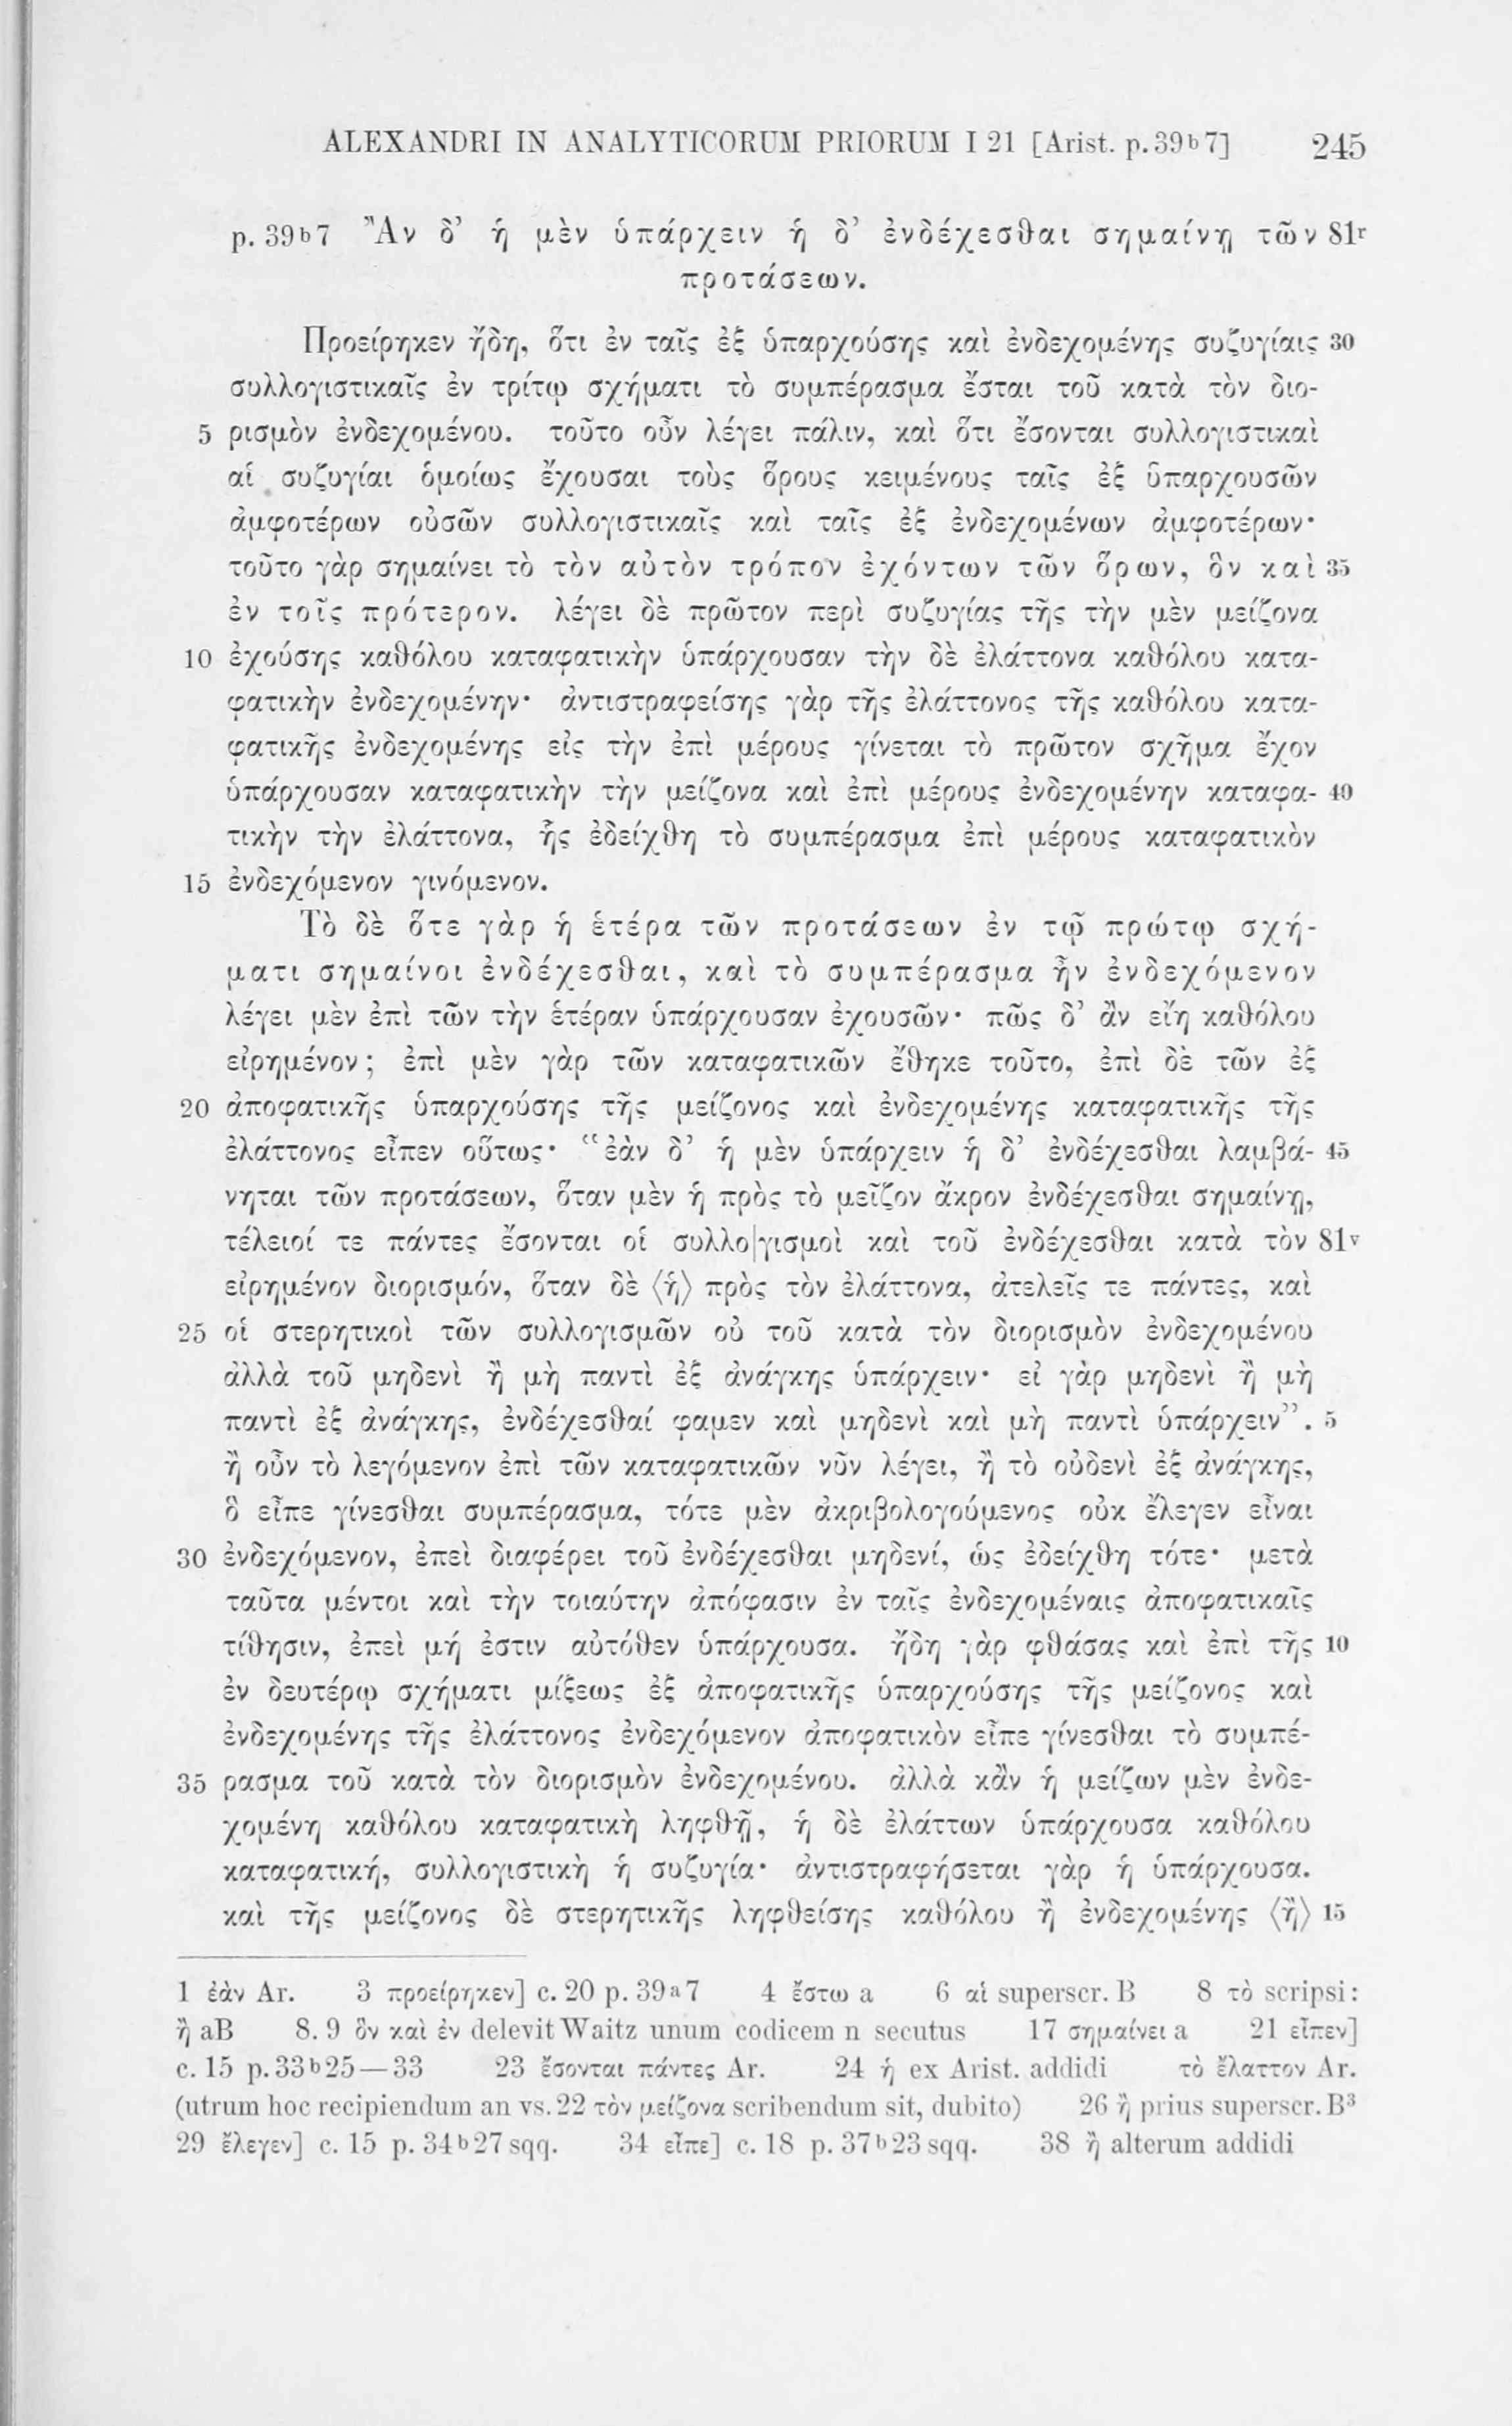 ALEXANDRI IN ANALYTICORUM PRIORUM I 21 [Arist. p. 39b7] 245
p. 39b7 Ἂν δ’ ἡ μὲν ὑπάρχειν ἡ δ’ ἐνδέχεσθαι σημαίνῃ τῶν 81r
προτάσεων.
Προείρηκεν ἤδη, ὅτι ἐν ταῖς ἐξ ὑπαρχούσης καὶ ἐνδεχομένης συζυγίαις 30
συλλογιστικαῖς ἐν τρίτῳ σχήματι τὸ συμπέρασμα ἔσται τοῦ κατὰ τὸν διο-
5 ρισμὸν ἐνδεχομένου. τοῦτο οὖν λέγει πάλιν, καὶ ὅτι ἔσονται συλλογιστικαὶ
αἱ συζυγίαι ὁμοίως ἔχουσαι τοὺς ὅρους κειμένους ταῖς ἐξ ὑπαρχουσῶν
ἀμφοτέρων οὐσῶν συλλογιστικαῖς καὶ ταῖς ἐξ ἐνδεχομένων ἀμφοτέρων·
τοῦτο γὰρ σημαίνει τὸ τὸν αὐτὸν τρόπον ἐχόντων τῶν ὅρων, ὃν καὶ 35
ἐν τοῖς πρότερον. λέγει δὲ πρῶτον περὶ συζυγίας τῆς τὴν μὲν μείζονα
10 ἐχούσης καθόλου καταφατικὴν ὑπάρχουσαν τὴν δὲ ἐλάττονα καθόλου κατα-
φατικὴν ἐνδεχομένην· ἀντιστραφείσης γὰρ τῆς ἐλάττονος τῆς καθόλου κατα-
φατικῆς ἐνδεχομένης εἰς τὴν ἐπὶ μέρους γίνεται τὸ πρῶτον σχῆμα ἔχον
ὑπάρχουσαν καταφατικὴν τὴν μείζονα καὶ ἐπὶ μέρους ἐνδεχομένην καταφα- 40
τικὴν τὴν ἐλάττονα, ἧς ἐδείχθη τὸ συμπέρασμα ἐπὶ μέρους καταφατικὸν
15 ἐνδεχόμενον γινόμενον.
Τὸ δὲ ὅτε γὰρ ἡ ἑτέρα τῶν προτάσεων ἐν τῷ πρώτῳ σχή-
ματι σημαίνοι ἐνδέχεσθαι, καὶ τὸ συμπέρασμα ἦν ἐνδεχόμενον
λέγει μὲν ἐπὶ τῶν τὴν ἑτέραν ὑπάρχουσαν ἐχουσῶν· πῶς δ’ ἂν εἴη καθόλου
εἰρημένον; ἐπὶ μὲν γὰρ τῶν καταφατικῶν ἔθηκε τοῦτο, ἐπὶ δὲ τῶν ἐξ
20 ἀποφατικῆς ὑπαρχούσης τῆς μείζονος καὶ ἐνδεχομένης καταφατικῆς τῆς
ἐλάττονος εἶπεν οὕτως· “ἐὰν δ’ ἡ μὲν ὑπάρχειν ἡ δ’ ἐνδέχεσθαι λαμβά- 45
νηται τῶν προτάσεων, ὅταν μὲν ἡ πρὸς τὸ μεῖζον ἄκρον ἐνδέχεσθαι σημαίνῃ,
τέλειοί τε πάντες ἔσονται οἱ συλλο|γισμοὶ καὶ τοῦ ἐνδέχεσθαι κατὰ τὸν 81v
εἰρημένον διορισμόν, ὅταν δὲ ⟨ἡ⟩ πρὸς τὸν ἐλάττονα, ἀτελεῖς τε πάντες, καὶ
25 οἱ στερητικοὶ τῶν συλλογισμῶν οὐ τοῦ κατὰ τὸν διορισμὸν ἐνδεχομένου
ἀλλὰ τοῦ μηδενὶ ἢ μὴ παντὶ ἐξ ἀνάγκης ὑπάρχειν· εἰ γὰρ μηδενὶ ἢ μὴ
παντὶ ἐξ ἀνάγκης, ἐνδέχεσθαί φαμεν καὶ μηδενὶ καὶ μὴ παντὶ ὑπάρχειν”. 5
ἢ οὖν τὸ λεγόμενον ἐπὶ τῶν καταφατικῶν νῦν λέγει, ἢ τὸ οὐδενὶ ἐξ ἀνάγκης,
ὃ εἶπε γίνεσθαι συμπέρασμα, τότε μὲν ἀκριβολογούμενος οὐκ ἔλεγεν εἶναι
30 ἐνδεχόμενον, ἐπεὶ διαφέρει τοῦ ἐνδέχεσθαι μηδενί, ὡς ἐδείχθη τότε· μετὰ
ταῦτα μέντοι καὶ τὴν τοιαύτην ἀπόφασιν ἐν ταῖς ἐνδεχομέναις ἀποφατικαῖς
τίθησιν, ἐπεὶ μή ἐστιν αὐτόθεν ὑπάρχουσα. ἤδη γὰρ φθάσας καὶ ἐπὶ τῆς 10
ἐν δευτέρῳ σχήματι μίξεως ἐξ ἀποφατικῆς ὑπαρχούσης τῆς μείζονος καὶ
ἐνδεχομένης τῆς ἐλάττονος ἐνδεχόμενον ἀποφατικὸν εἶπε γίνεσθαι τὸ συμπέ-
35 ρασμα τοῦ κατὰ τὸν διορισμὸν ἐνδεχομένου. ἀλλὰ κἂν ἡ μείζων μὲν ἐνδε-
χομένη καθόλου καταφατικὴ ληφθῇ, ἡ δὲ ἐλάττων ὑπάρχουσα καθόλου
καταφατική, συλλογιστικὴ ἡ συζυγία· ἀντιστραφήσεται γὰρ ἡ ὑπάρχουσα.
καὶ τῆς μείζονος δὲ στερητικῆς ληφθείσης καθόλου ἢ ἐνδεχομένης ⟨ἢ⟩ 15
1 ἐὰν Ar. 3 προείρηκεν] c. 20 p. 39a7 4 ἔστω a 6 αἱ superscr. B 8 τὸ scripsi:
ἢ aB 8. 9 ὃν καὶ ἐν delevit Waitz unum codicem n secutus 17 σημαίνει a 21 εἶπεν]
c. 15 p. 33b25—33 23 ἔσονται πάντες Ar. 24 ἡ ex Arist. addidi τὸ ἔλαττον Ar.
(utrum hoc recipiendum an vs. 22 τὸν μείζονα scribendum sit, dubito) 26 ἢ prius superscr. B3
29 ἔλεγεν] c. 15 p. 34b27 sqq. 34 εἶπε] c. 18 p. 37b23 sqq. 38 ἢ alterum addidi